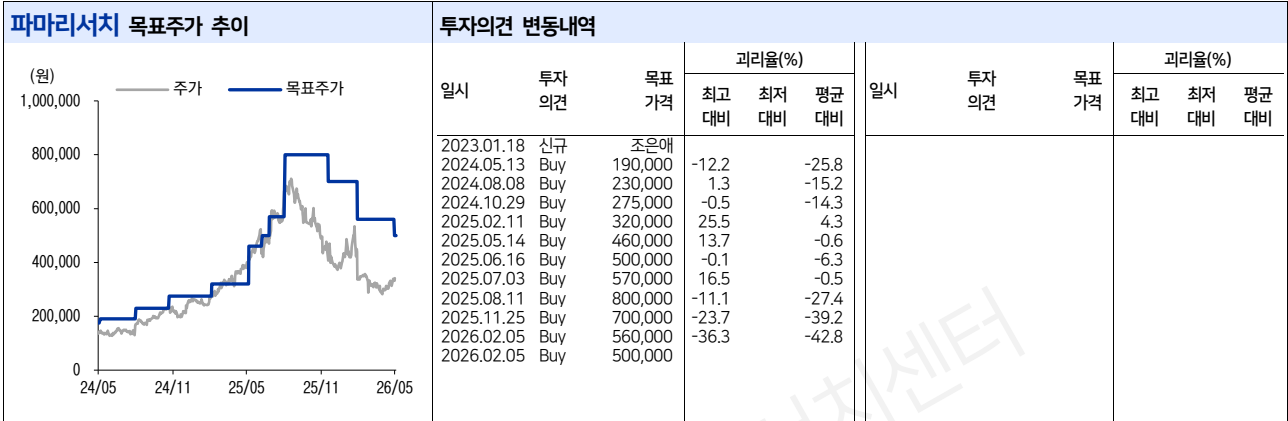 파마리서치 목표주가 추이
(원)
주가
목표주가
1,000,000
800,000
600,000
400,000
200,000
0
24/05 24/11 25/05 25/11 26/05
투자의견 변동내역
일시 투자의견 목표가격 괴리율(%) 최고대비 최저대비 평균대비
2023.01.18 신규 조은애
2024.05.13 Buy 190,000 -12.2 -25.8
2024.08.08 Buy 230,000 1.3 -15.2
2024.10.29 Buy 275,000 -0.5 -14.3
2025.02.11 Buy 320,000 25.5 4.3
2025.05.14 Buy 460,000 13.7 -0.6
2025.06.16 Buy 500,000 -0.1 -6.3
2025.07.03 Buy 570,000 16.5 -0.5
2025.08.11 Buy 800,000 -11.1 -27.4
2025.11.25 Buy 700,000 -23.7 -39.2
2026.02.05 Buy 560,000 -36.3 -42.8
2026.02.05 Buy 500,000
일시 투자의견 목표가격 괴리율(%) 최고대비 최저대비 평균대비
센터